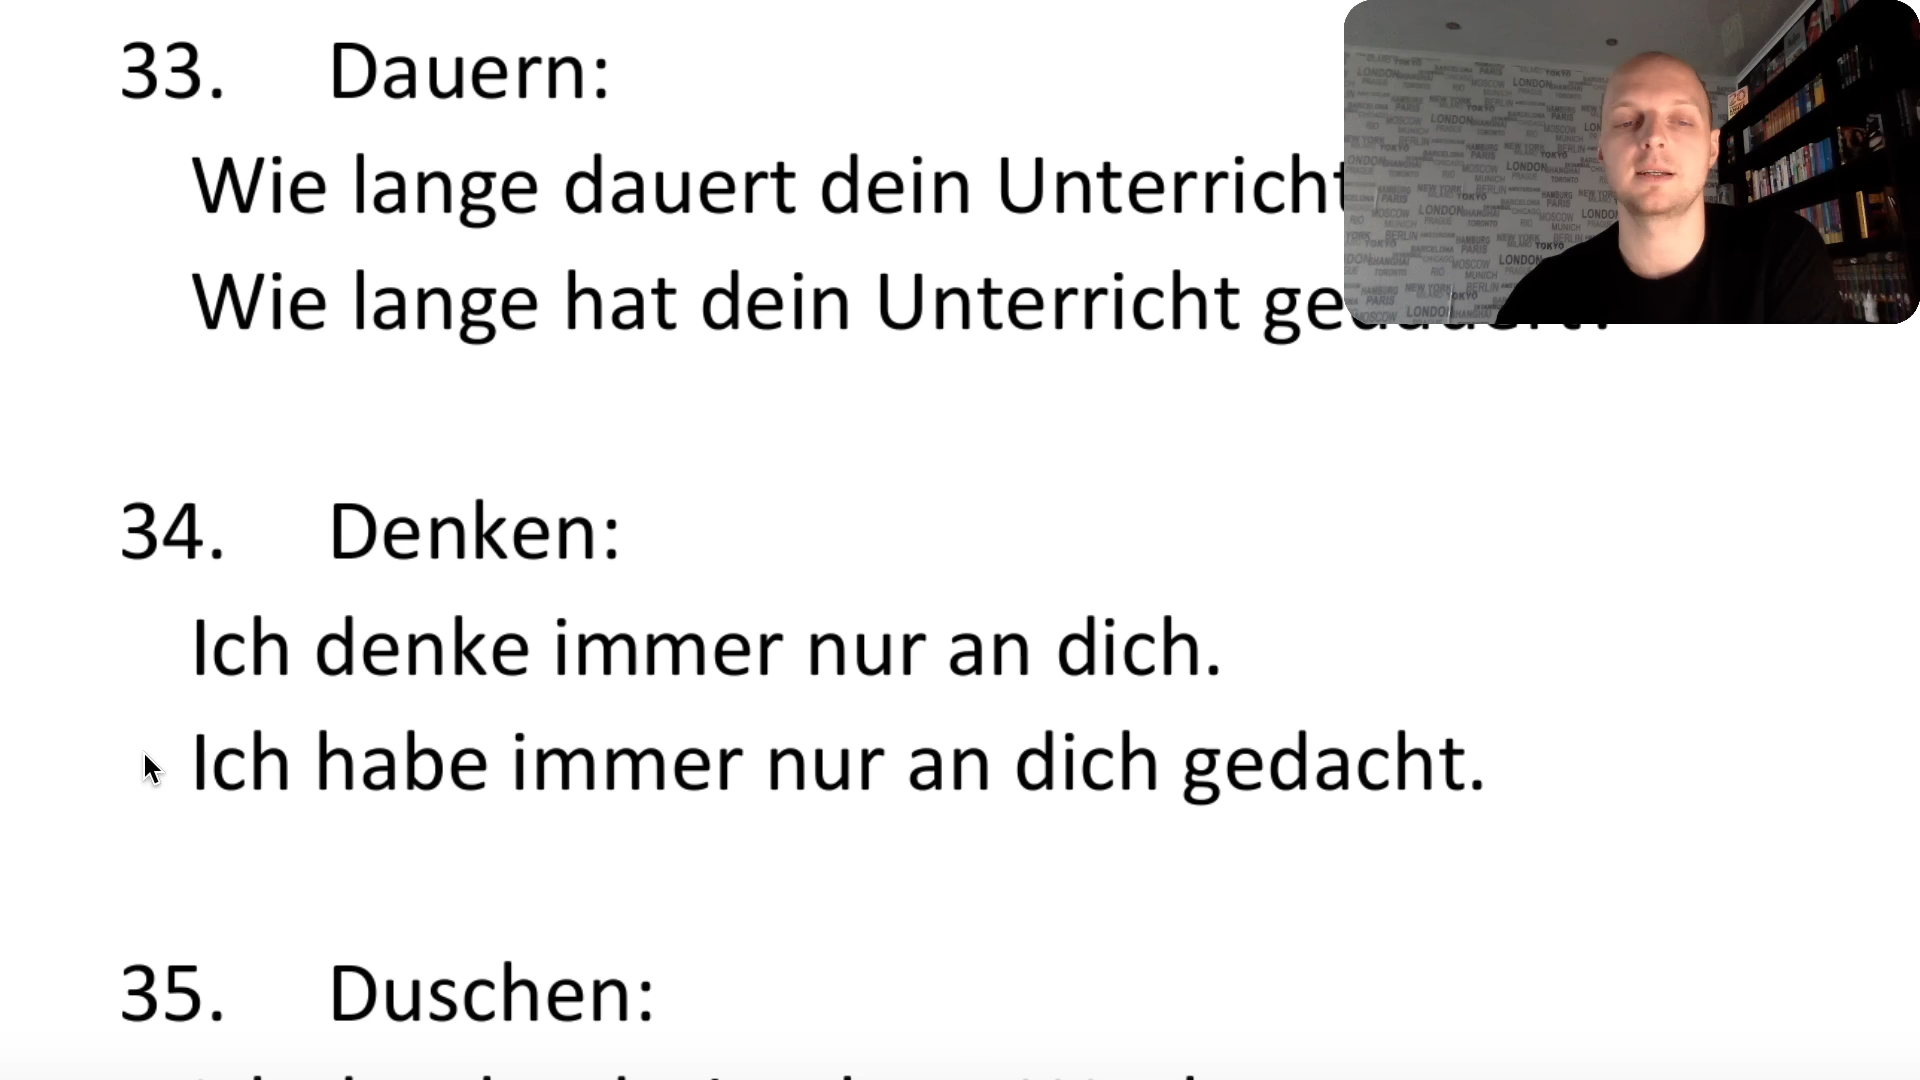 33. Dauern:
Wie lange dauert dein Unterricht
Wie lange hat dein Unterricht gedauert?
34. Denken:
Ich denke immer nur an dich.
Ich habe immer nur an dich gedacht.
35. Duschen: